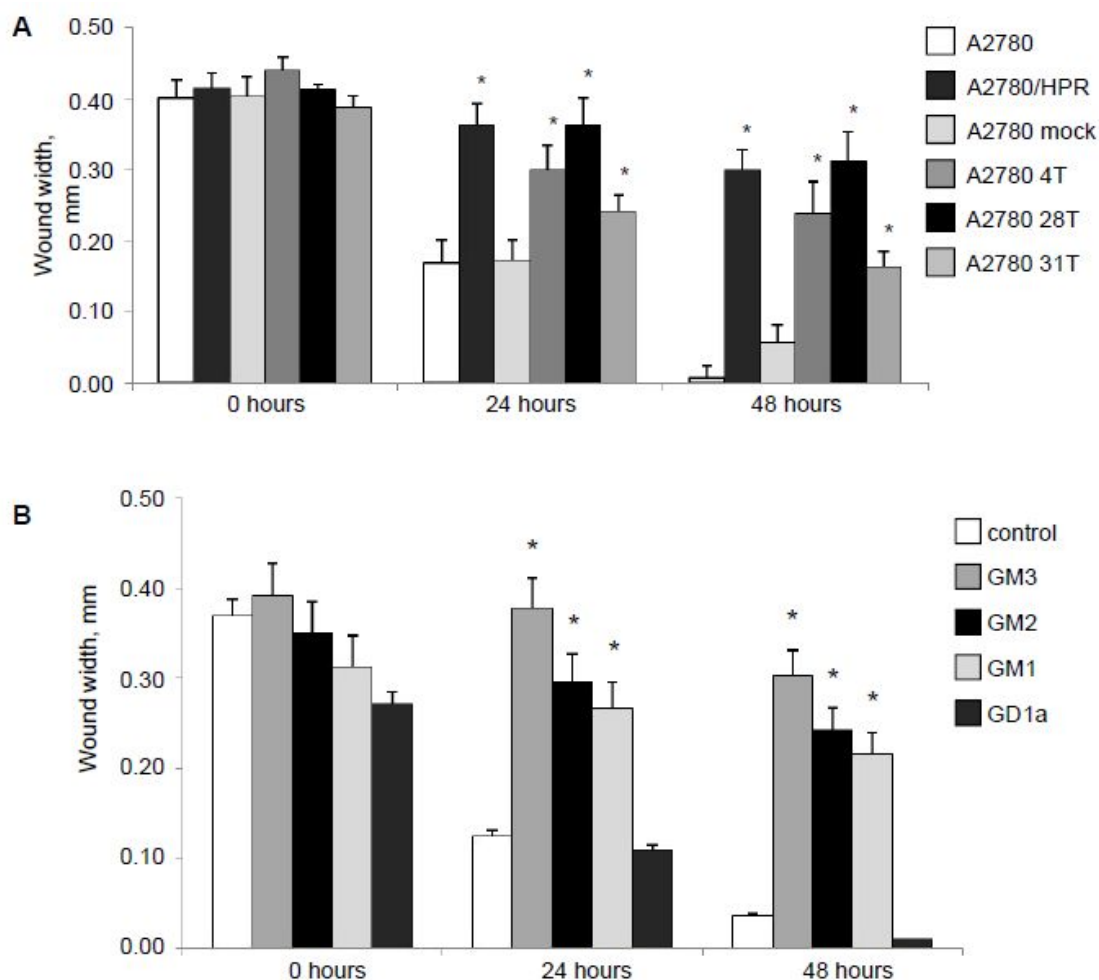 A
Wound width,
mm
0.50
0.40
0.30
0.20
0.10
0.00
* * * *
* * * *
0 hours 24 hours 48 hours
A2780
A2780/HPR
A2780 mock
A2780 4T
A2780 28T
A2780 31T
B
Wound width, mm
0.50
0.40
0.30
0.20
0.10
0.00
* * *
* * *
0 hours 24 hours 48 hours
control
GM3
GM2
GM1
GD1a